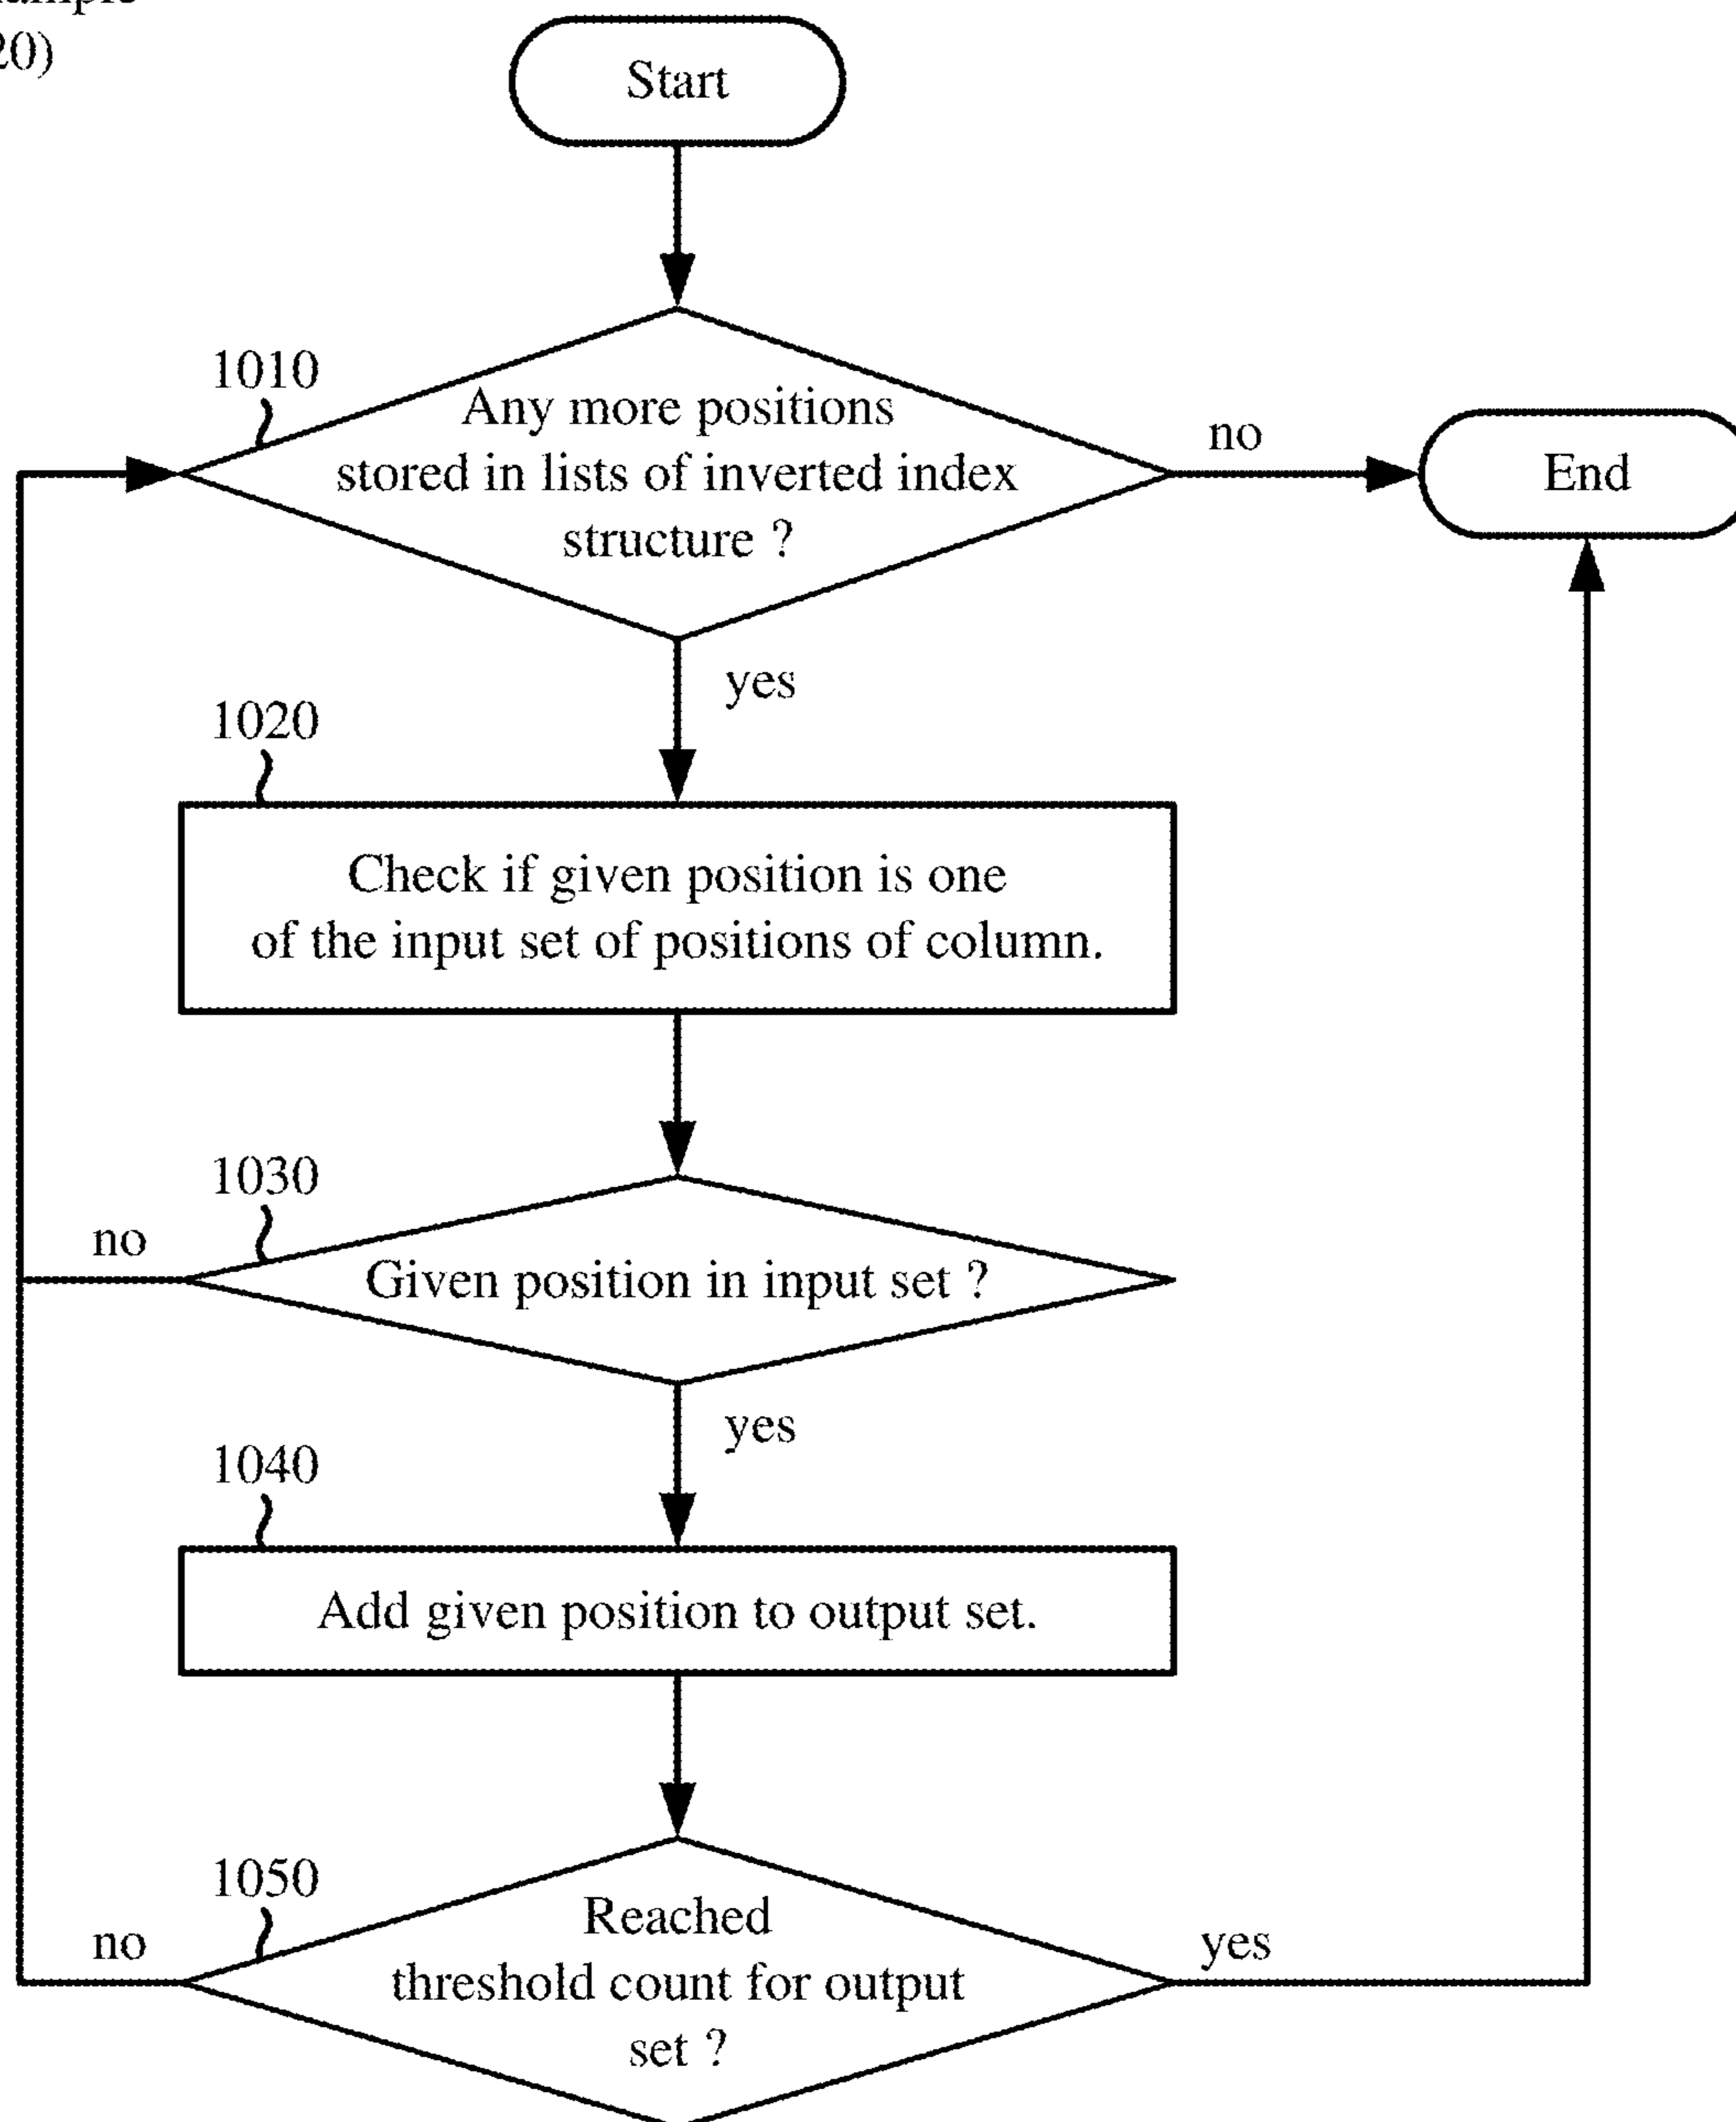 20)
Start
1010
Any more positions
stored in lists of inverted index
structure ?
no
End
yes
1020
Check if given position is one
of the input set of positions of column.
1030
no
Given position in input set ?
yes
1040
Add given position to output set.
1050
no
Reached
threshold count for output
set ?
yes